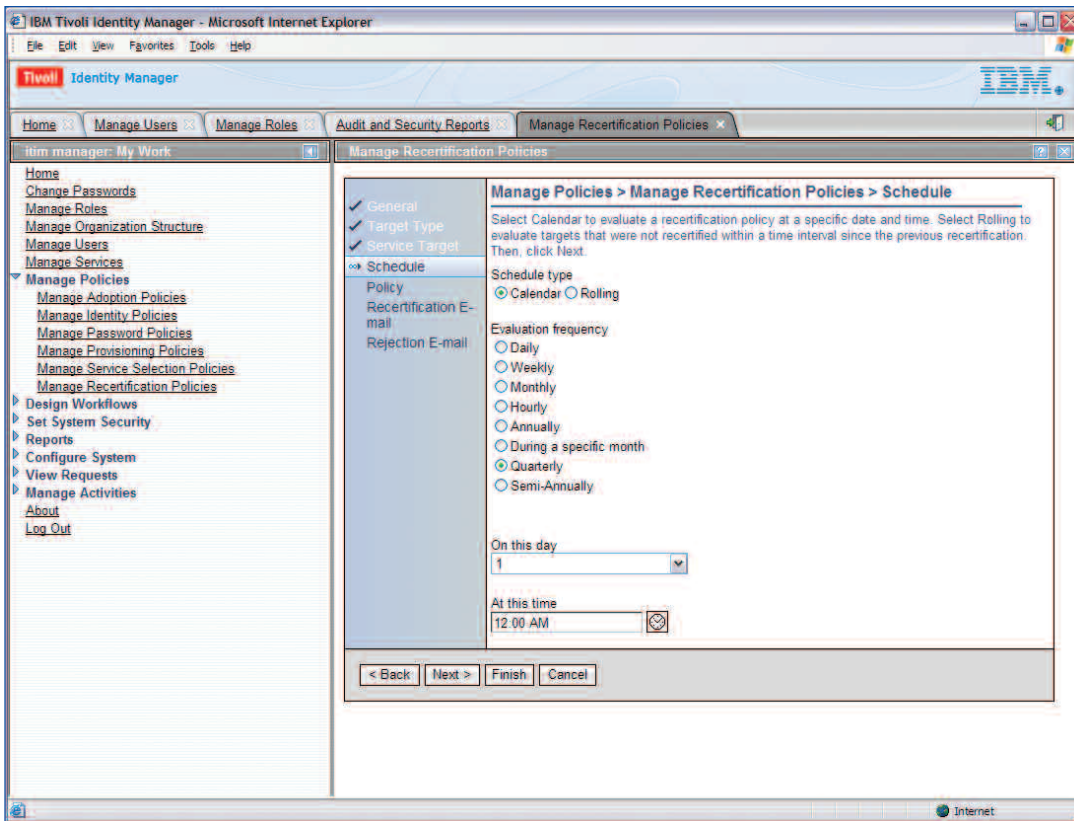 IBM Tivoli Identity Manager - Microsoft Internet Explorer
File Edit View Favorites Tools Help
Tivoli Identity Manager
IBM.
Home Manage Users Manage Roles Audit and Security Reports Manage Recertification Policies
itim manager: My Work
Home
Change Passwords
Manage Roles
Manage Organization Structure
Manage Users
Manage Services
Manage Policies
Manage Adoption Policies
Manage Identity Policies
Manage Password Policies
Manage Provisioning Policies
Manage Service Selection Policies
Manage Recertification Policies
Design Workflows
Set System Security
Reports
Configure System
View Requests
Manage Activities
About
Log Out
Manage Recertification Policies
General
Target Type
Service Target
Schedule
Policy
Recertification E-
mail
Rejection E-mail
Manage Policies > Manage Recertification Policies > Schedule
Select Calendar to evaluate a recertification policy at a specific date and time. Select Rolling to
evaluate targets that were not recertified within a time interval since the previous recertification.
Then, click Next.
Schedule type
Calendar Rolling
Evaluation frequency
Daily
Weekly
Monthly
Hourly
Annually
During a specific month
Quarterly
Semi-Annually
On this day
1
At this time
12:00 AM
< Back Next > Finish Cancel
Internet